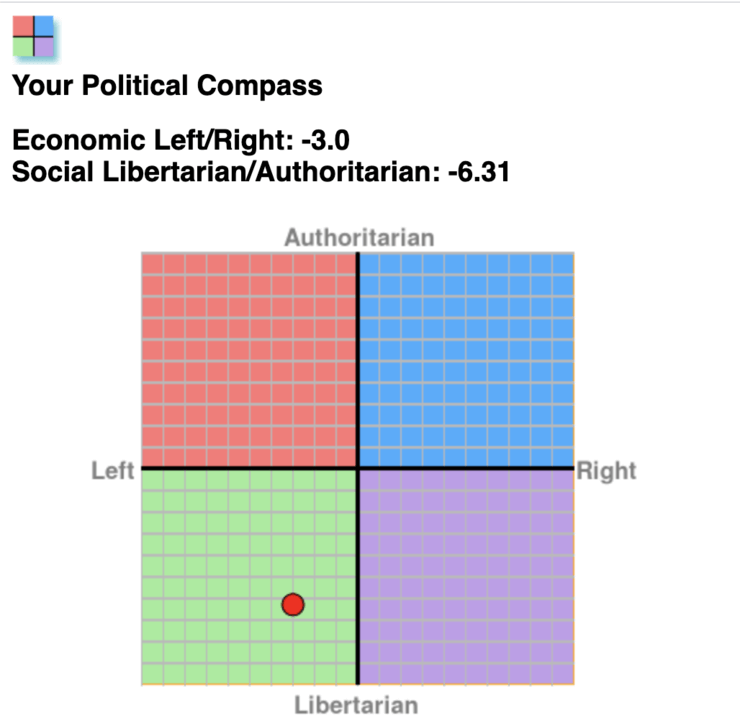 Your Political Compass
Economic Left/Right: -3.0
Social Libertarian/Authoritarian: -6.31
Authoritarian
Left
Right
Libertarian